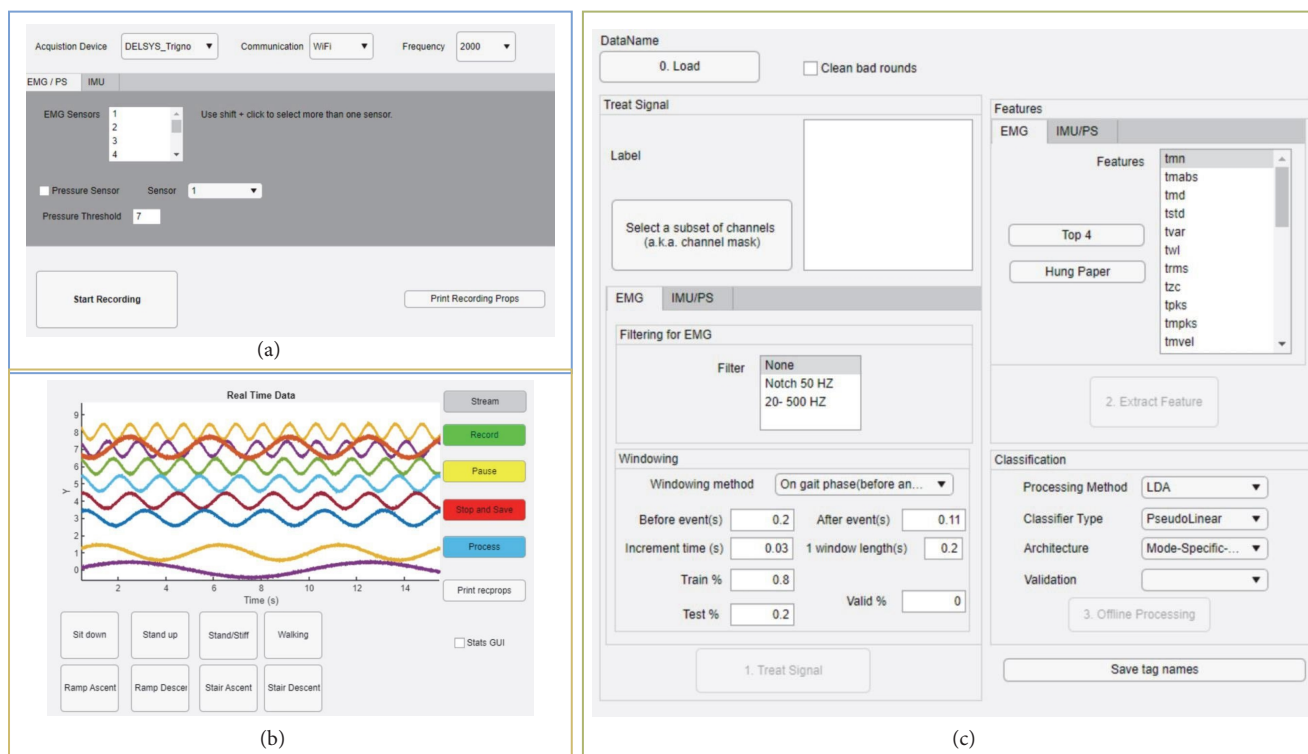 Acquistion Device
DELSYS_Trigno
Communication
WiFi
Frequency
2000
EMG / PS
IMU
EMG Sensors
1
2
3
4
Use shift + click to select more than one sensor.
Pressure Sensor
Sensor
1
Pressure Threshold
7
Start Recording
Print Recording Props
(a)
Real Time Data
9
8
7
6
5
4
3
2
1
0
Y
2
4
6
8
10
12
14
Time (s)
Stream
Record
Pause
Stop and Save
Process
Print recprops
Stats GUI
Sit down
Stand up
Stand/Stiff
Walking
Ramp Ascent
Ramp Descer
Stair Ascent
Stair Descent
(b)
DataName
0. Load
Clean bad rounds
Treat Signal
Label
Select a subset of channels
(a.k.a. channel mask)
EMG
IMU/PS
Filtering for EMG
Filter
None
Notch 50 HZ
20- 500 HZ
Windowing
Windowing method
On gait phase(before an...
Before event(s)
0.2
After event(s)
0.11
Increment time (s)
0.03
1 window length(s)
0.2
Train %
0.8
Valid %
0
Test %
0.2
1. Treat Signal
Features
EMG
IMU/PS
Features
tmn
tmabs
tmd
tstd
tvar
twl
trms
tzc
tpks
tmpks
tmvel
Top 4
Hung Paper
2. Extract Feature
Classification
Processing Method
LDA
Classifier Type
PseudoLinear
Architecture
Mode-Specific-...
Validation
3. Offline Processing
Save tag names
(c)